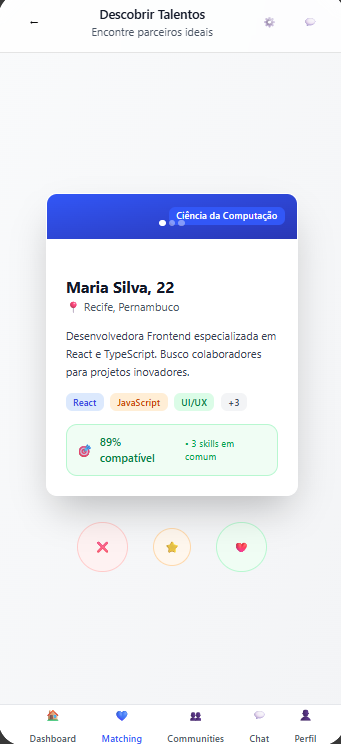 ←
Descobrir Talentos
Encontre parceiros ideais
Ciência da Computação
Maria Silva, 22
Recife, Pernambuco
Desenvolvedora Frontend especializada em
React e TypeScript. Busco colaboradores
para projetos inovadores.
React JavaScript UI/UX +3
89% • 3 skills em
compatível comum
Dashboard Matching Communities Chat Perfil